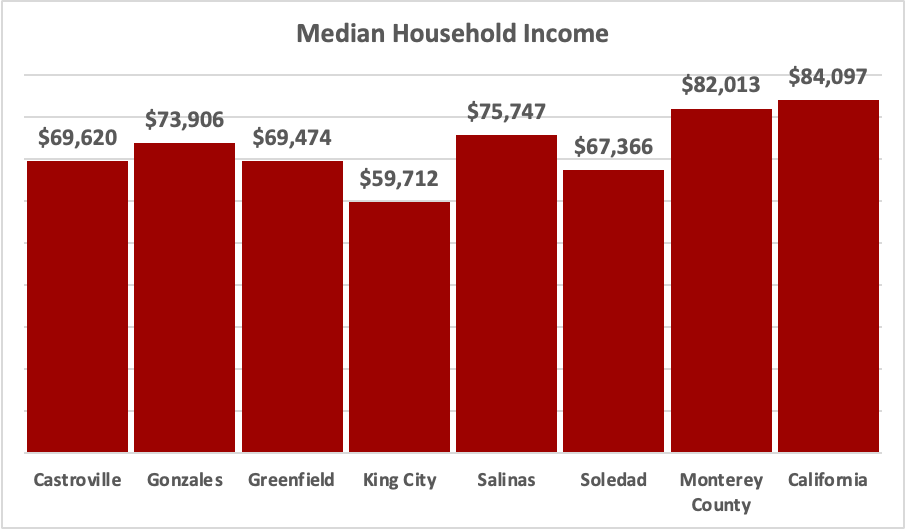 Median Household Income
$69,620
$73,906
$69,474
$59,712
$75,747
$67,366
$82,013
$84,097
Castroville
Gonzales
Greenfield
King City
Salinas
Soledad
Monterey
County
California